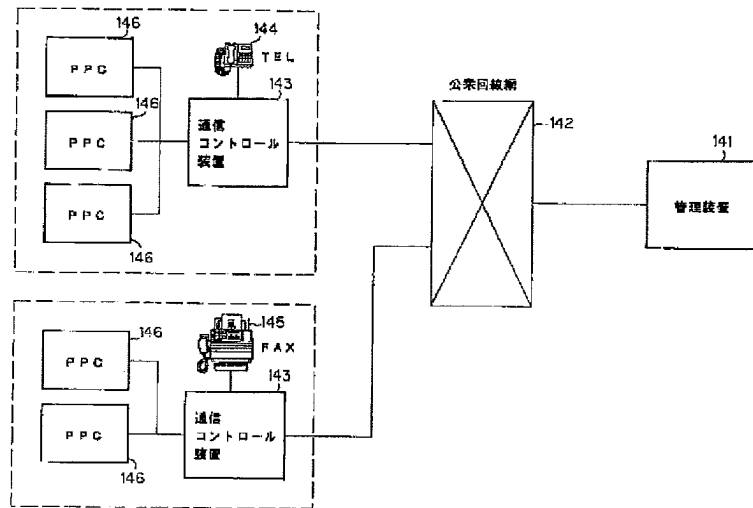 146
PPC
146
PPC
PPC
146
144
TEL
143
通信
コントロール
装置
公衆回線網
142
141
管理装置
146
PPC
PPC
146
145
FAX
143
通信
コントロール
装置